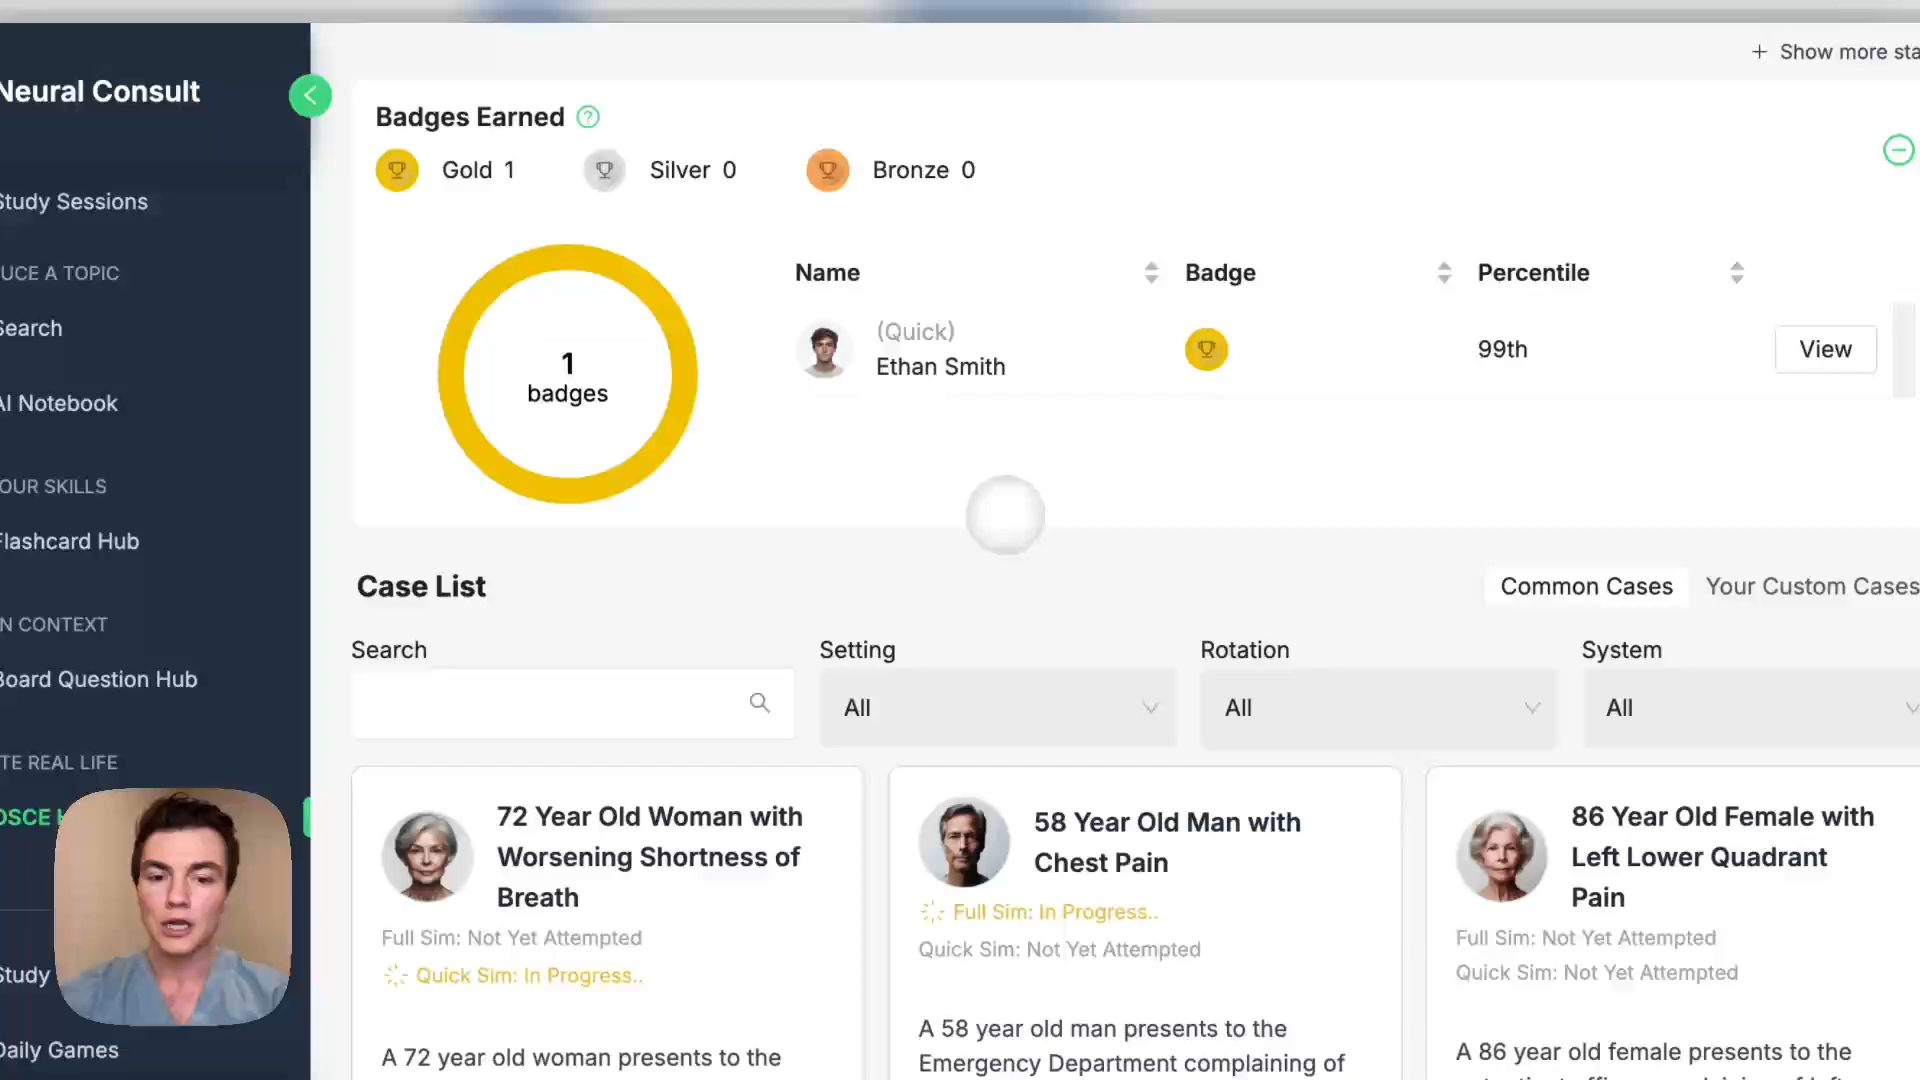 Neural Consult
Study Sessions
UCE A TOPIC
Search
AI Notebook
OUR SKILLS
Flashcard Hub
N CONTEXT
Board Question Hub
TE REAL LIFE
OSCE
Study
Daily Games
+ Show more sta
Badges Earned ?
Gold 1
Silver 0
Bronze 0
1
badges
Name
Badge
Percentile
(Quick)
Ethan Smith
99th
View
Case List
Common Cases
Your Custom Cases
Search
Setting
Rotation
System
All
All
All
72 Year Old Woman with
Worsening Shortness of
Breath
Full Sim: Not Yet Attempted
Quick Sim: In Progress..
A 72 year old woman presents to the
58 Year Old Man with
Chest Pain
Full Sim: In Progress..
Quick Sim: Not Yet Attempted
A 58 year old man presents to the
Emergency Department complaining of
86 Year Old Female with
Left Lower Quadrant
Pain
Full Sim: Not Yet Attempted
Quick Sim: Not Yet Attempted
A 86 year old female presents to the